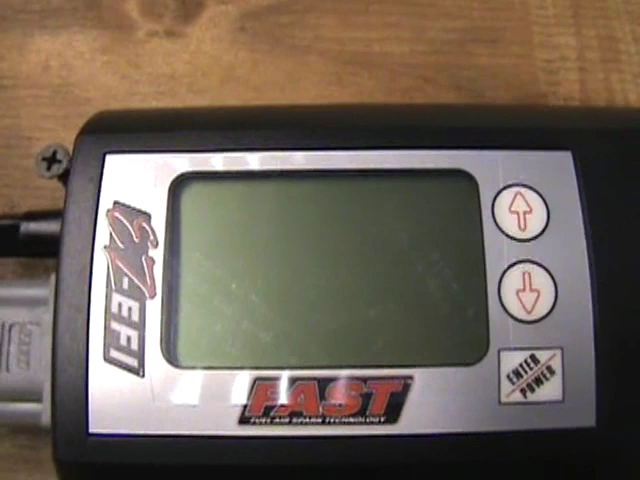 EZ-EFI
ENTER
POWER
FAST
FUEL AIR SPARK TECHNOLOGY